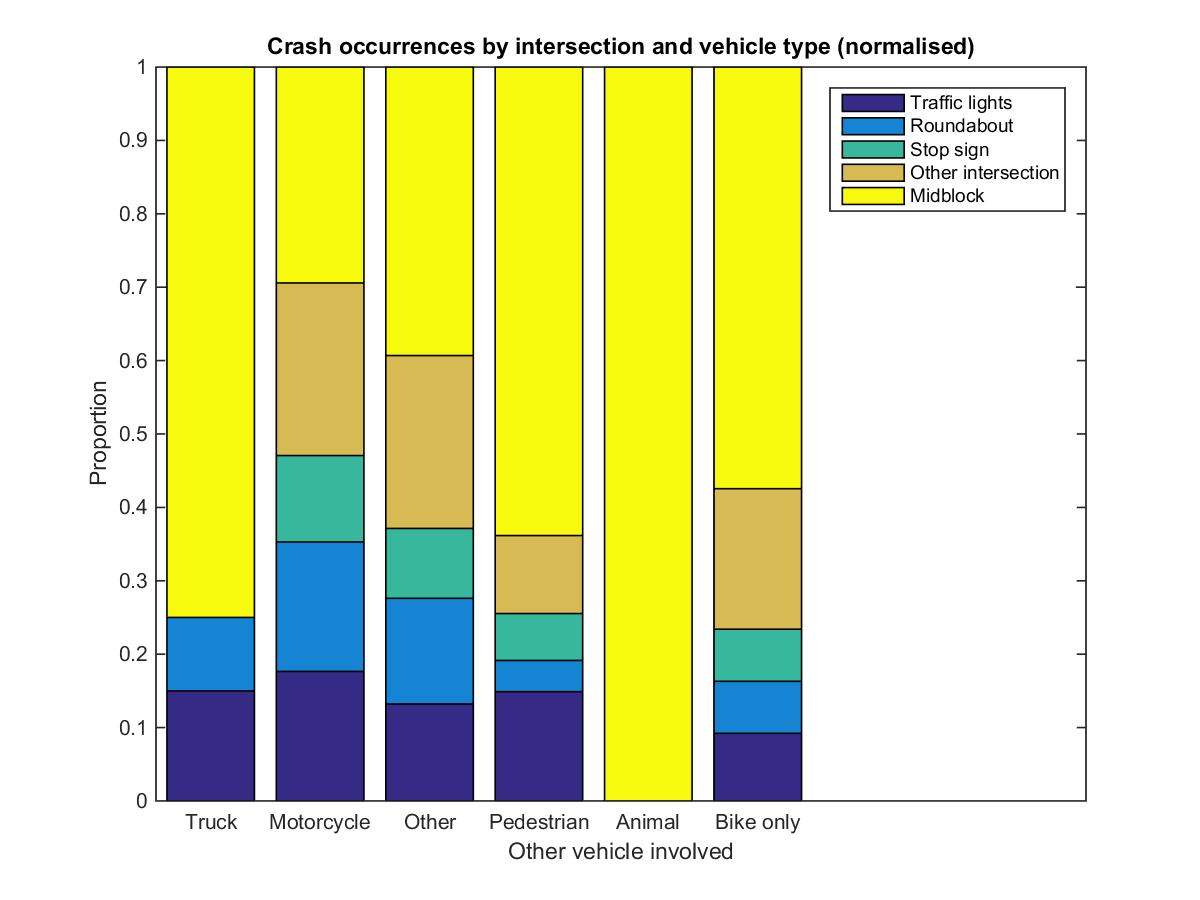 Crash occurrences by intersection and vehicle type (normalised)
1
0.9
0.8
0.7
0.6
0.5
0.4
0.3
0.2
0.1
0
Proportion
Traffic lights
Roundabout
Stop sign
Other intersection
Midblock
Truck Motorcycle Other Pedestrian Animal Bike only
Other vehicle involved